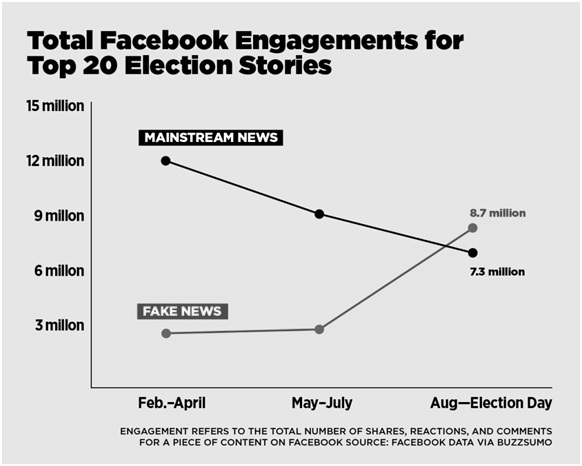 Total Facebook Engagements for
Top 20 Election Stories
15 million
MAINSTREAM NEWS
12 million
9 million
8.7 million
6 millon
7.3 million
FAKE NEWS
3 millon
Feb.–April
May–July
Aug—Election Day
ENGAGEMENT REFERS TO THE TOTAL NUMBER OF SHARES, REACTIONS, AND COMMENTS
FOR A PIECE OF CONTENT ON FACEBOOK SOURCE: FACEBOOK DATA VIA BUZZSUMO